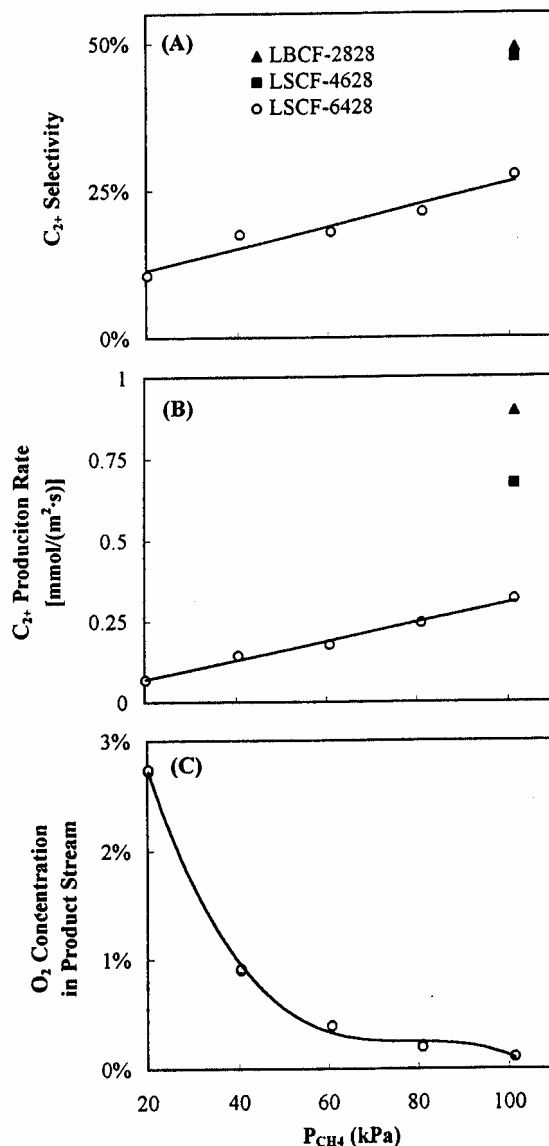 (A)
50%
25%
0%
C₂₊ Selectivity
▲ LBCF-2828
■ LSCF-4628
○ LSCF-6428
(B)
1
0.75
0.5
0.25
0
C₂₊ Produciton Rate
[mmol/(m²·s)]
(C)
3%
2%
1%
0%
O₂ Concentration
in Product Stream
20 40 60 80 100
P_CH4 (kPa)